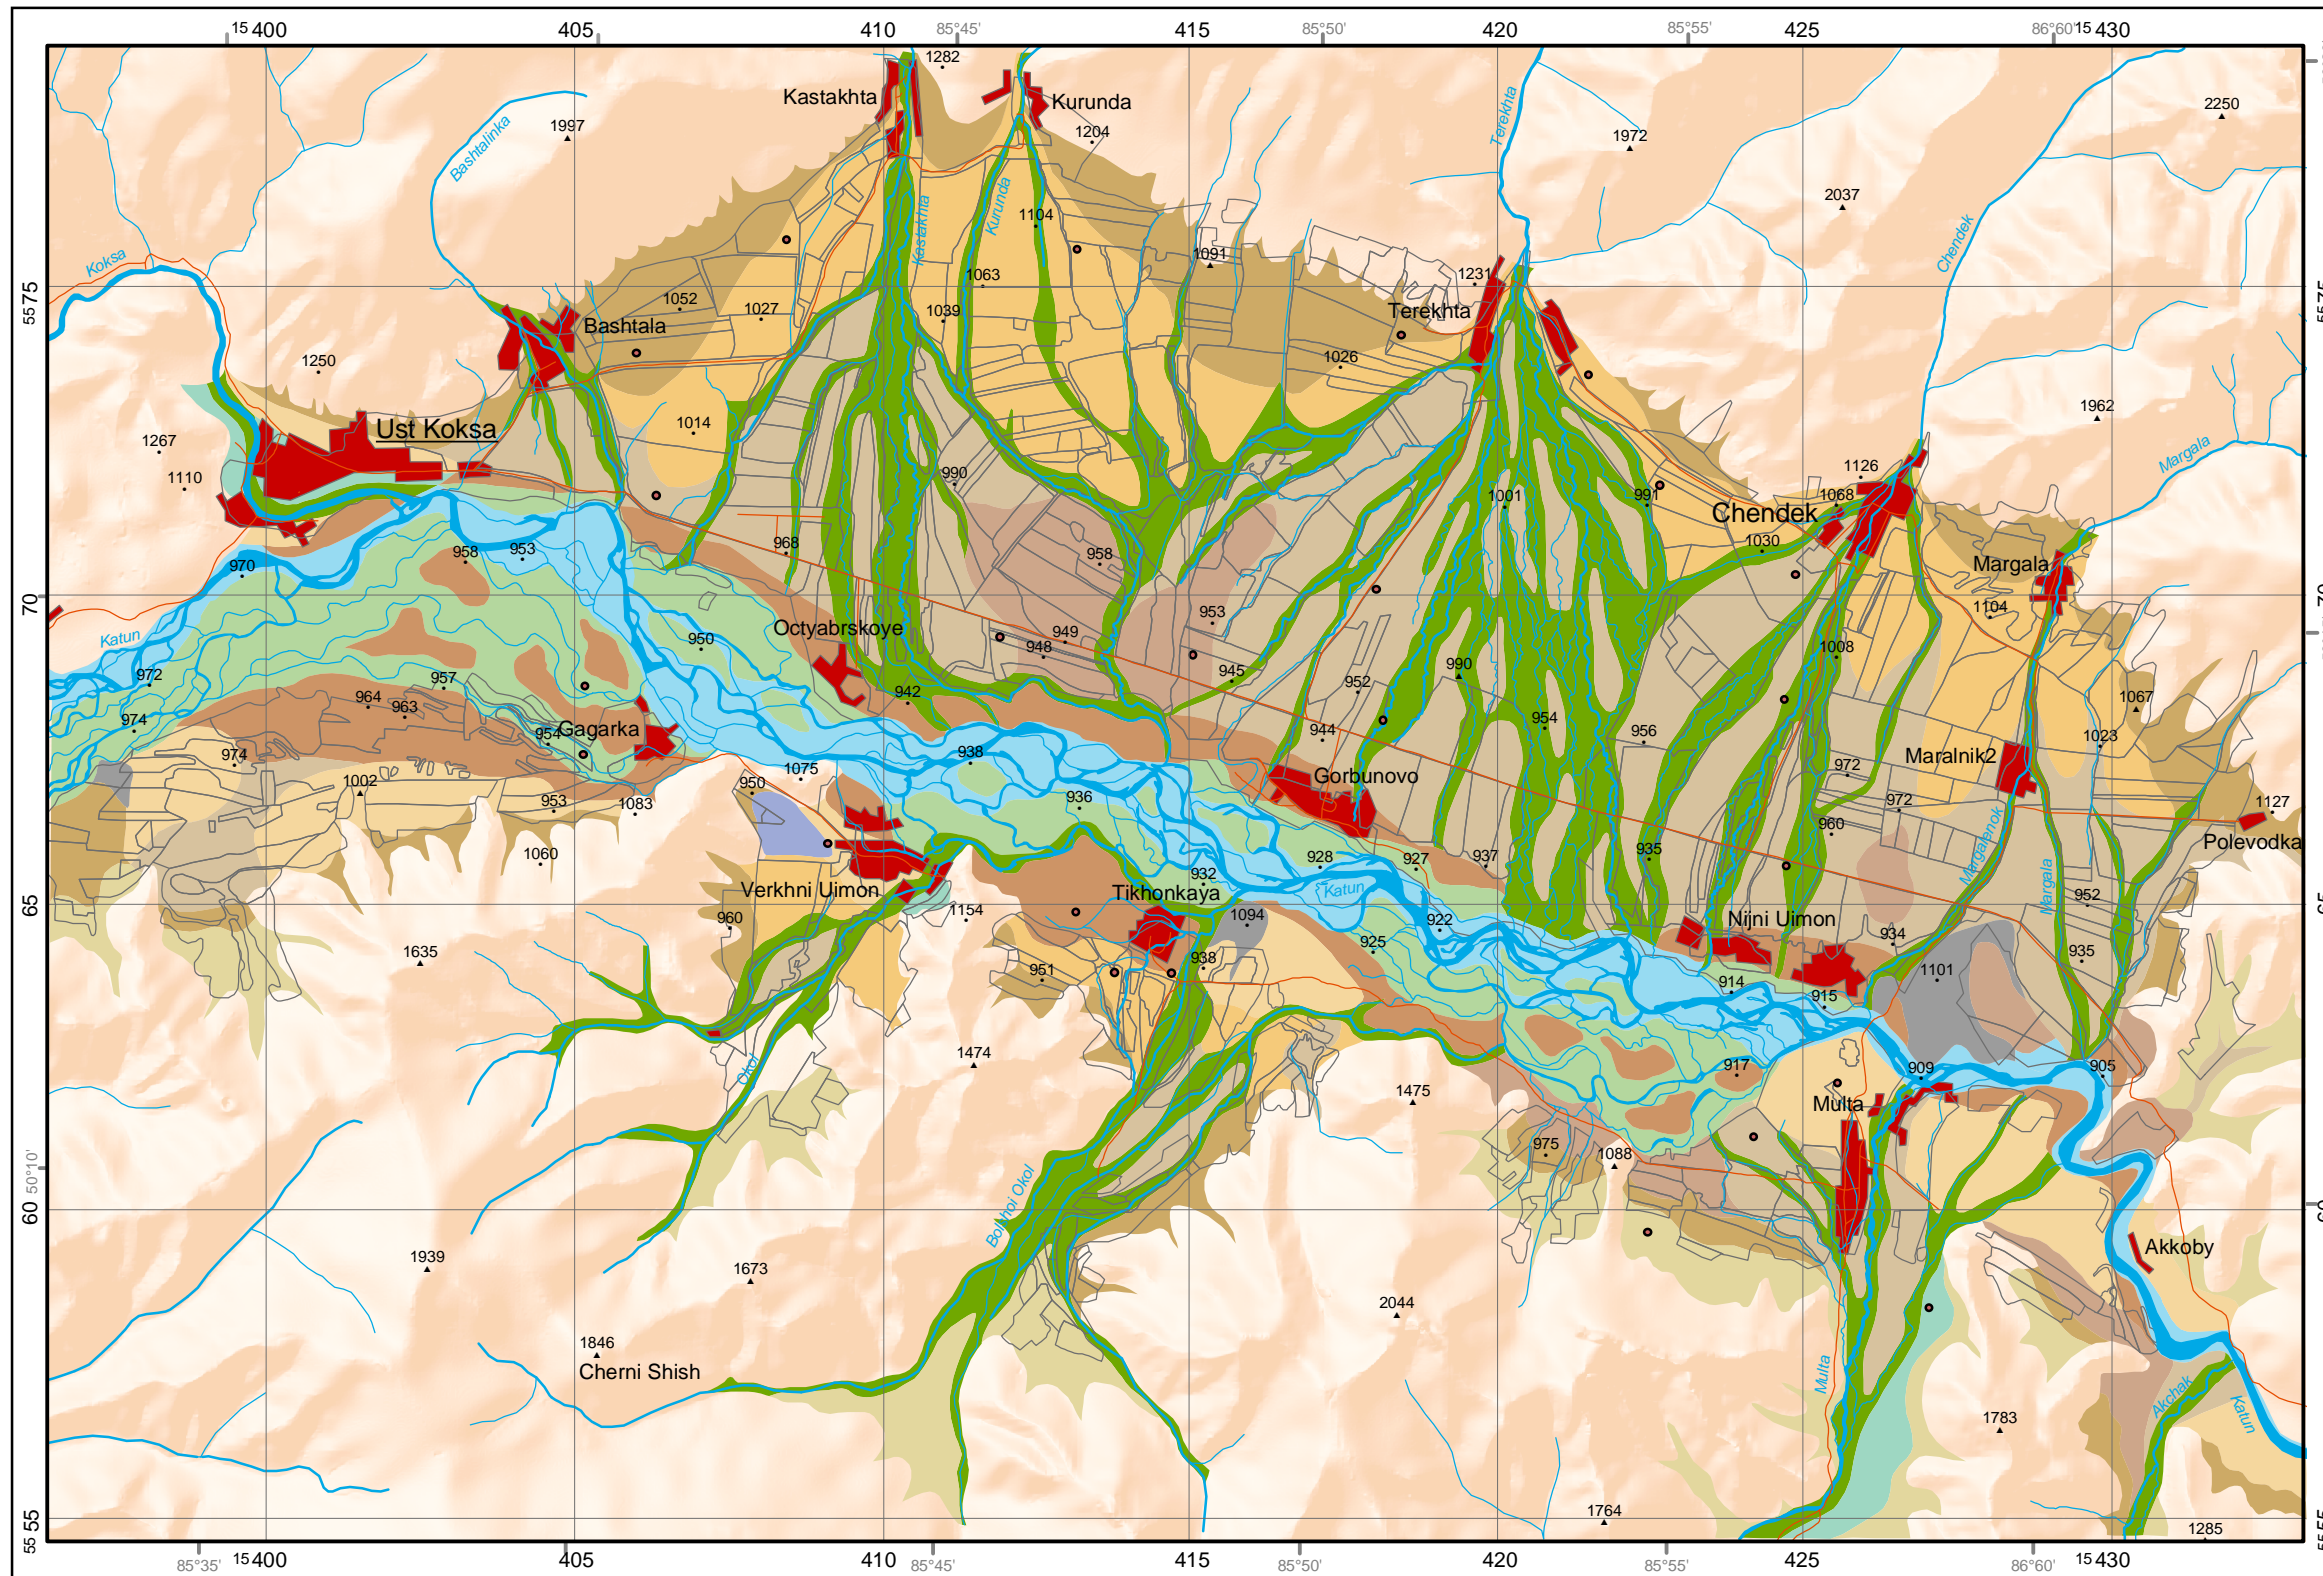 15 400 405 410 85°45' 415 85°50' 420 85°55' 425 86°60' 15 430
1282
Kastakhta
Kurunda
2250
1997
1204
1972
Bashtalinka
Terekhta
2037
Kastakhta
Kurunda
1104
Chendek
Koksa
1091
1063
1231
5575
1052
1027
1039
Terekhta
Bashtala
1250
1026
1962
1014
Ust Koksa
1267
1110
990
1126
Margala
1001
991
1068
Chendek
968
958
1030
958
953
970
Margala
70
953
1104
Katun
950
Octyabrskoye
949
948
1008
972
957
945
990
952
942
1067
964
963
974
954
Gagarka
944
954
956
1023
974
938
1075
Gorbunovo
Maralnik2
1002
950
972
953
1083
936
972
1127
960
Margalenok
Polevodka
1060
928
927
937
935
932
Verkhni Uimon
Tikhonkaya
Katun
Margala
952
65
960
1154
1094
922
Nijni Uimon
1635
925
934
935
951
938
1101
914
915
1474
Okol
917
909
905
1475
Multa
975
1088
50°10'
60
Bolshoi Okol
Akkoby
1939
1673
2044
1846
Cherni Shish
Multa
Akchak
Katun
1783
1764
5555
1285
85°35' 15 400 405 410 85°45' 415 85°50' 420 85°55' 425 86°60' 15 430